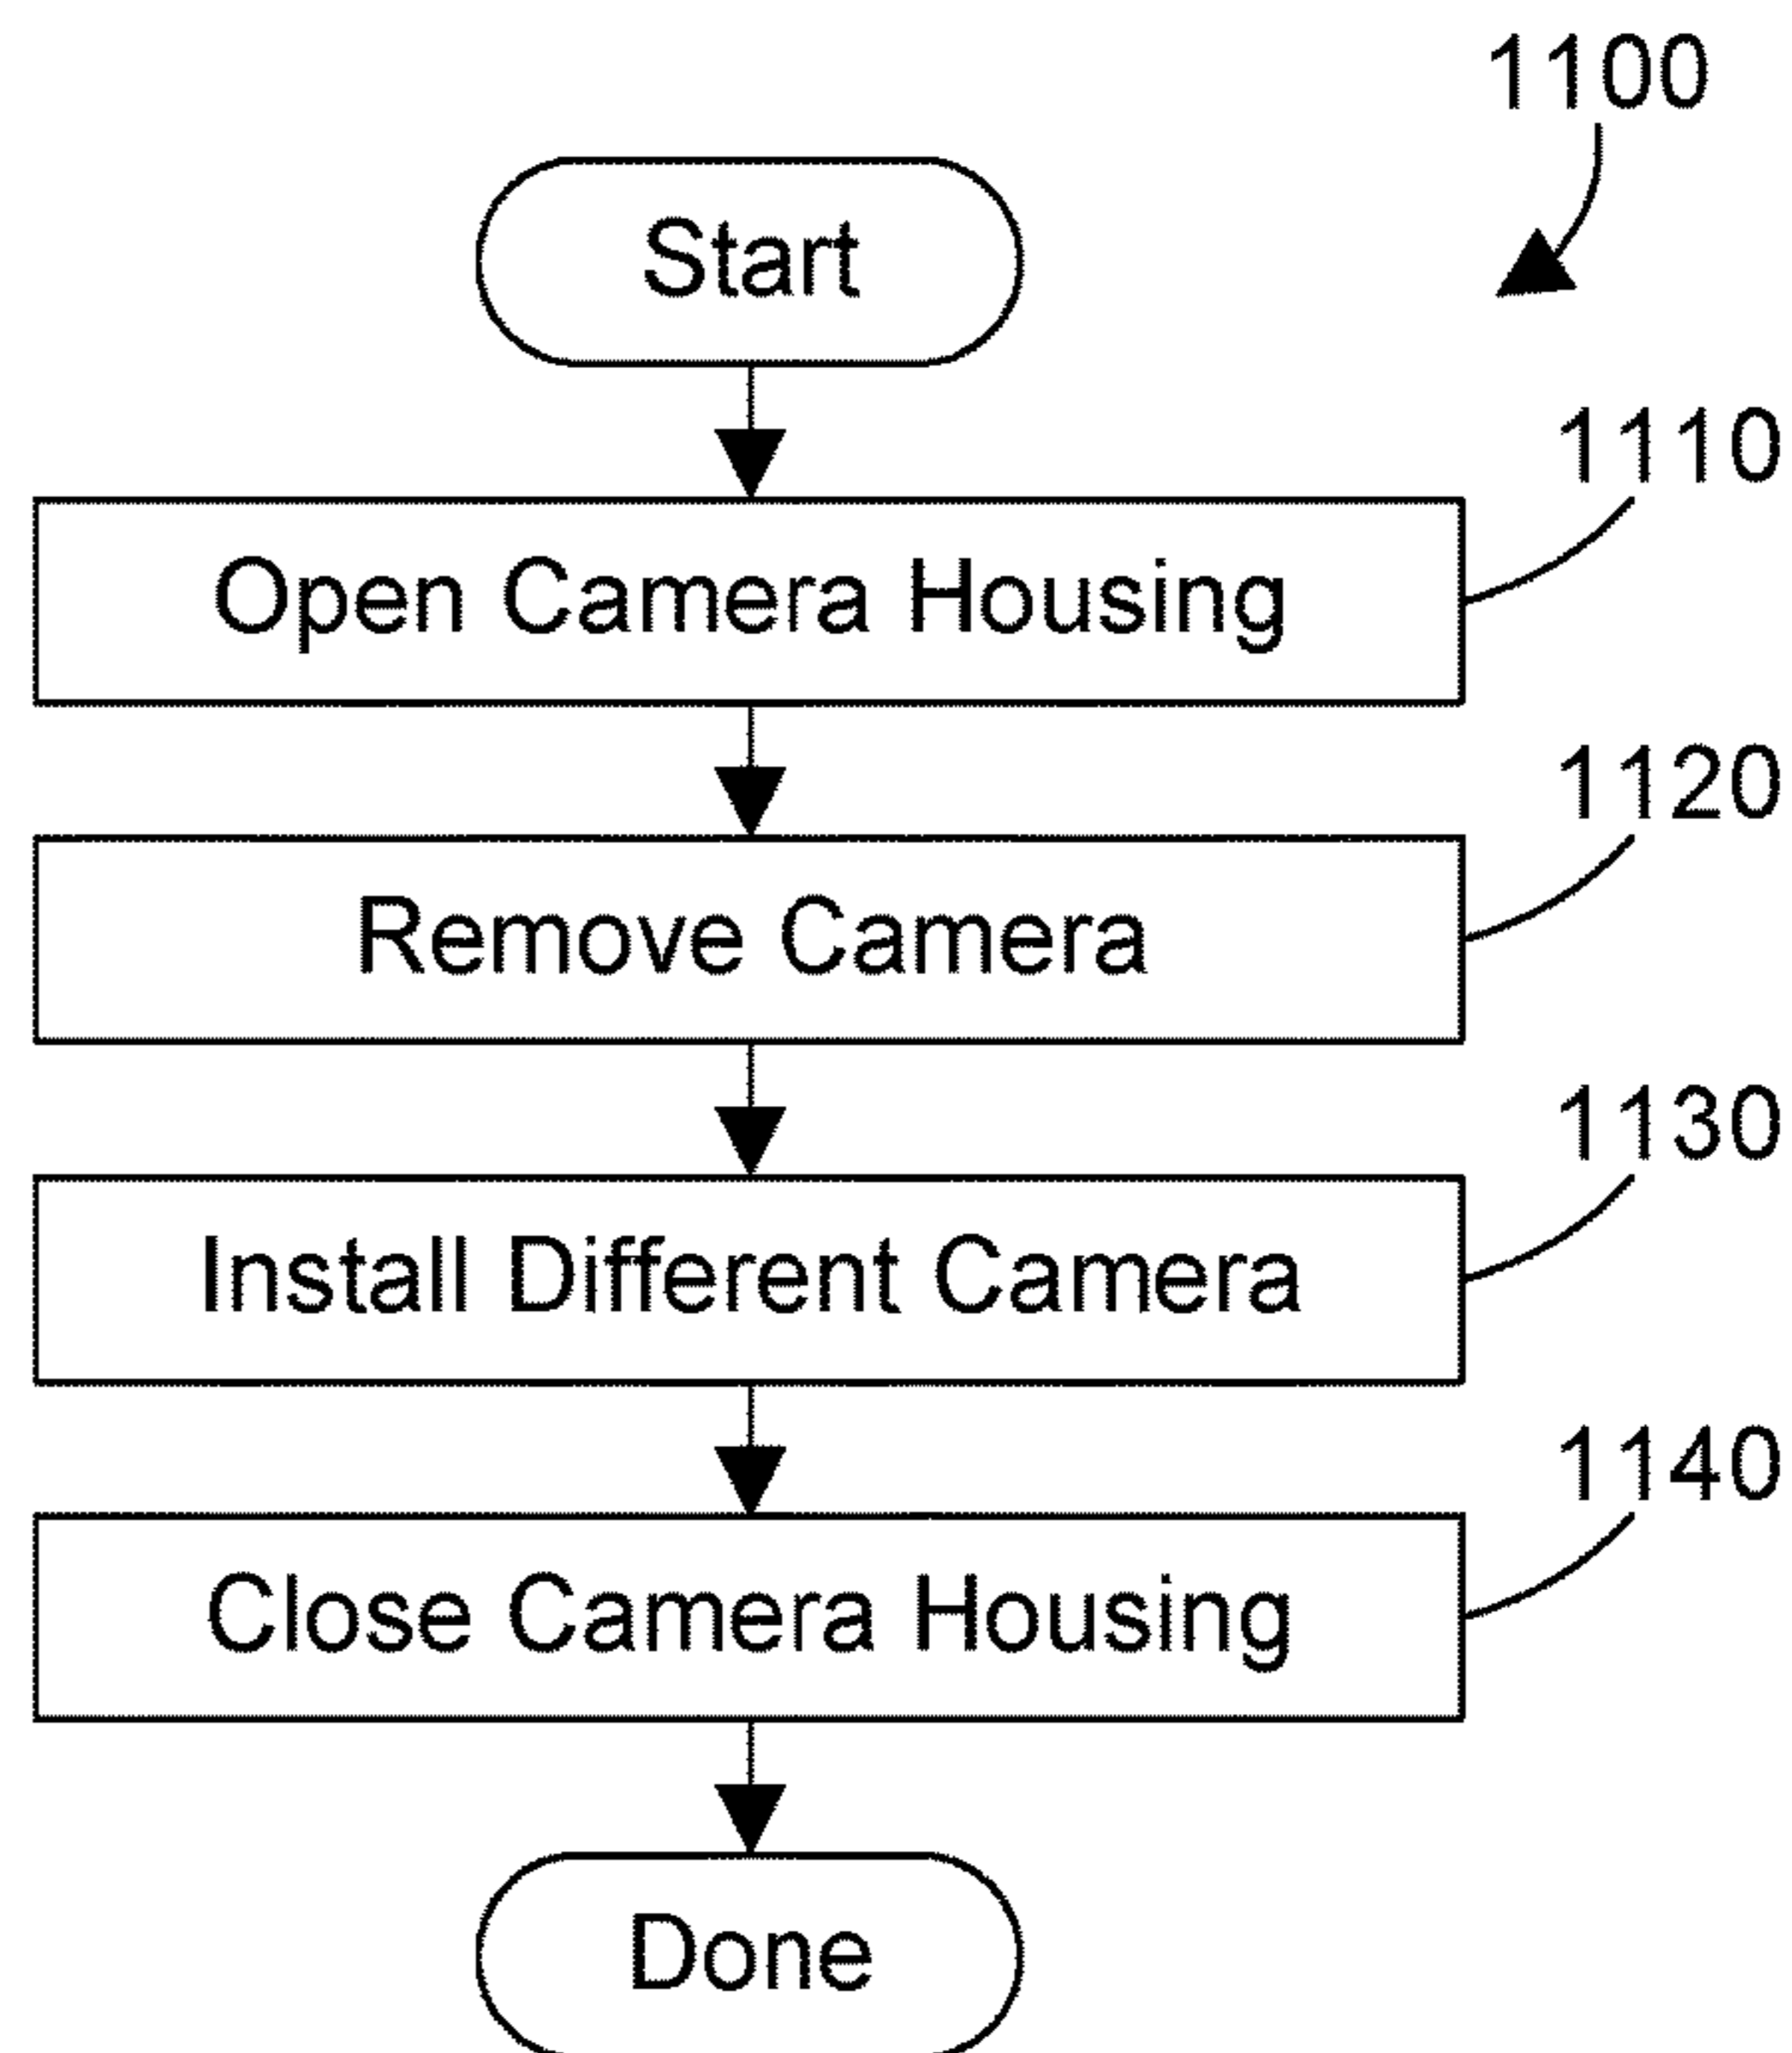 1100
Start
1110
Open Camera Housing
1120
Remove Camera
1130
Install Different Camera
1140
Close Camera Housing
Done